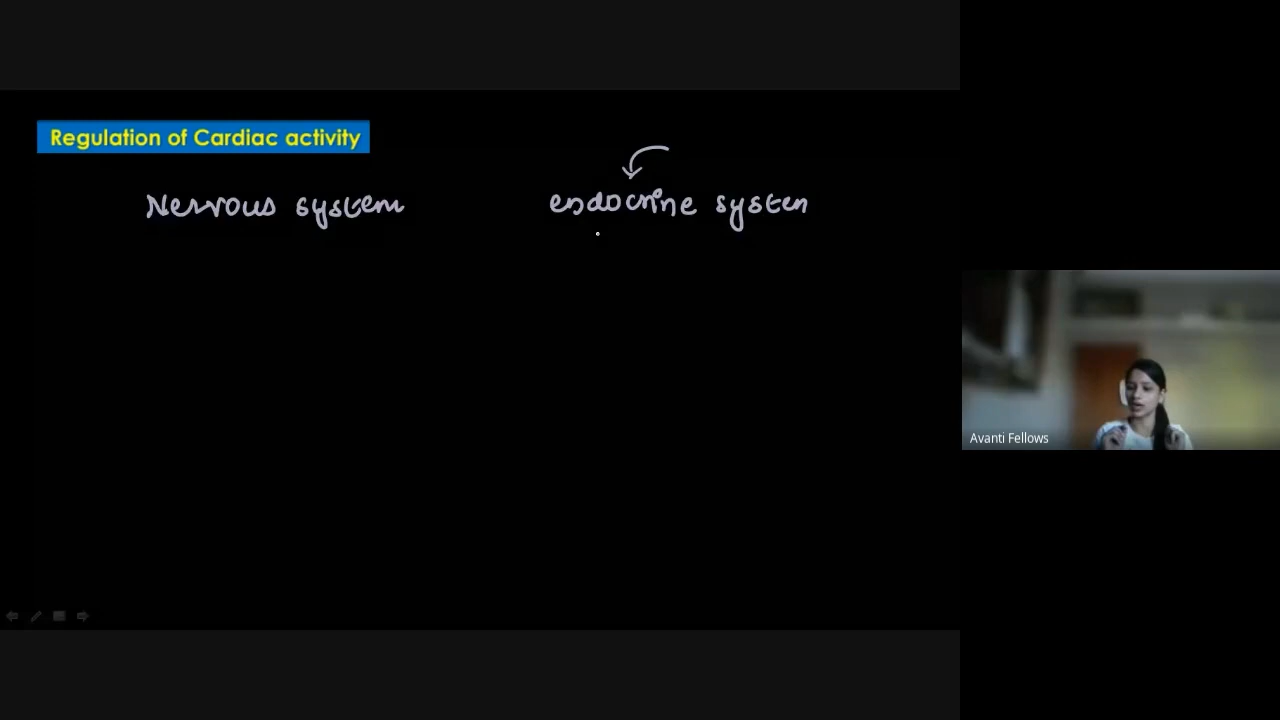 Regulation of Cardiac activity
Nervous system
endocrine system
Avanti Fellows